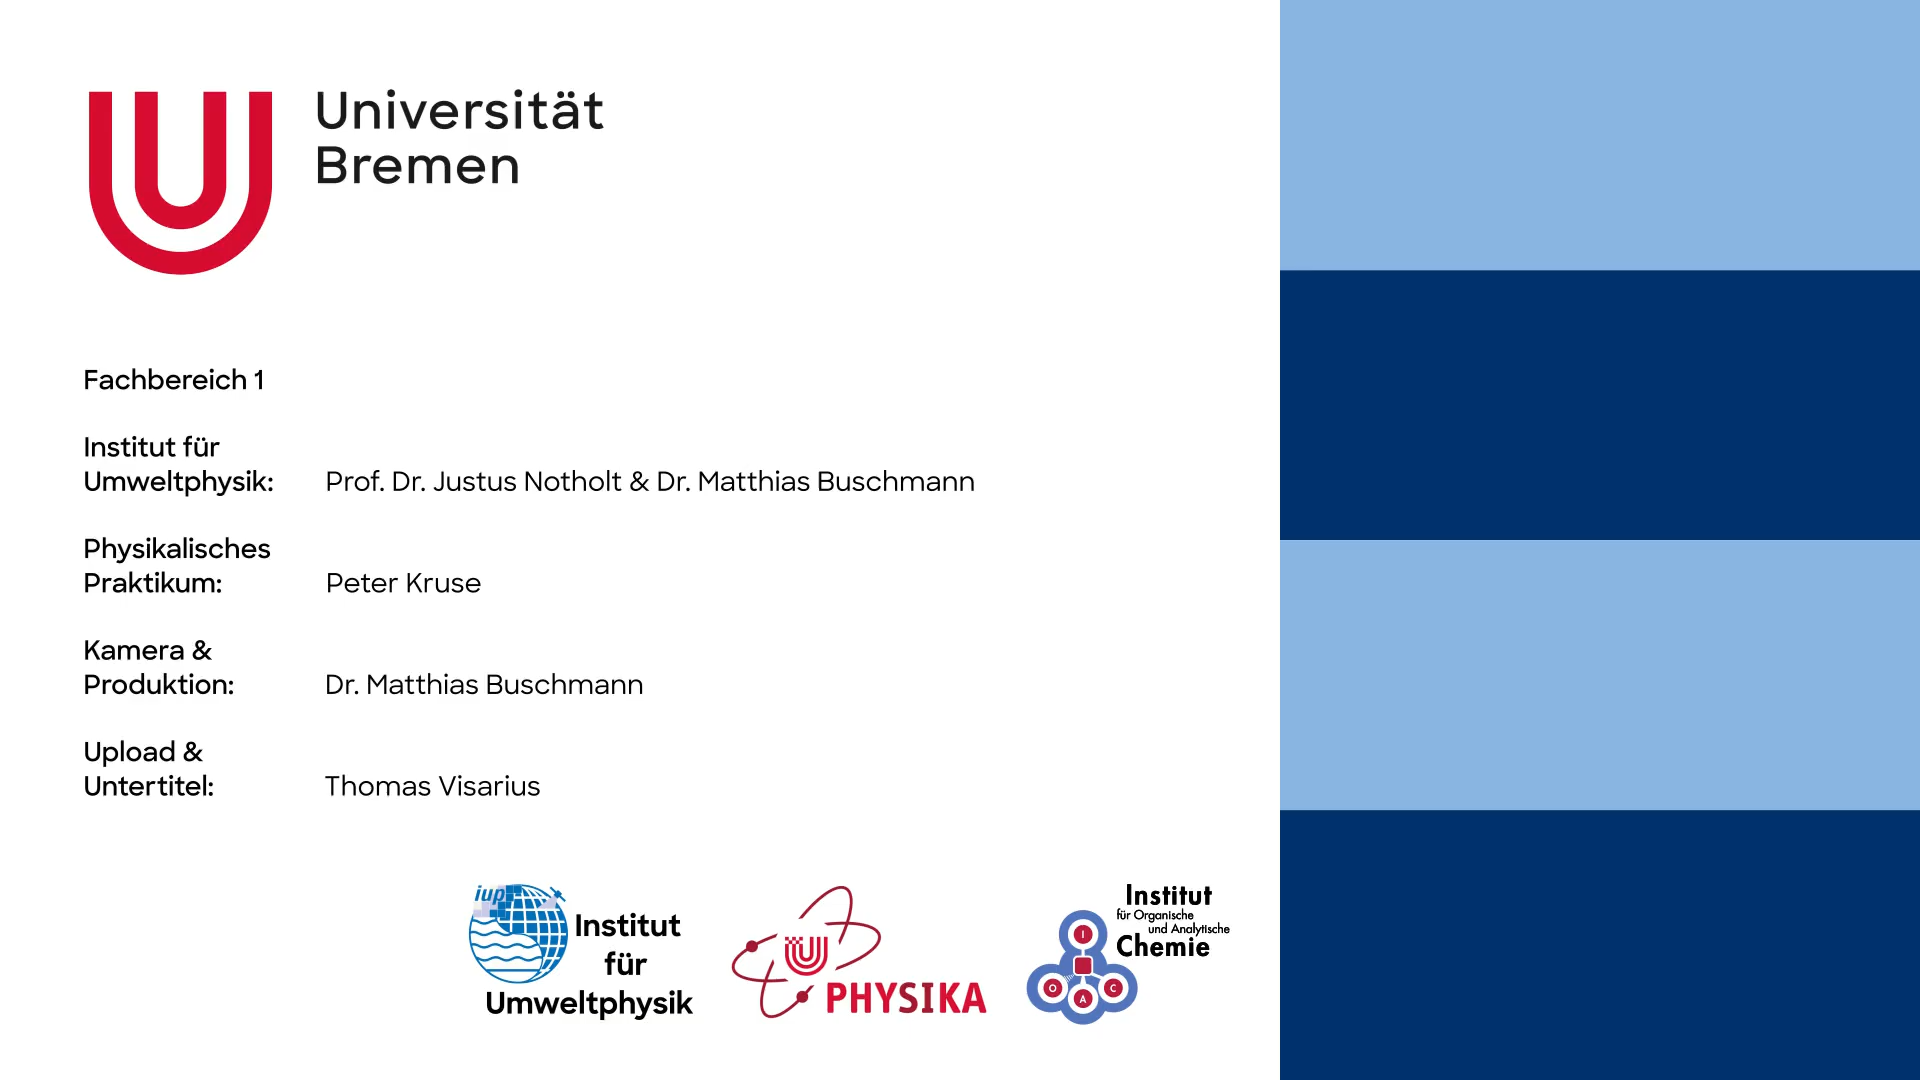 Universität
Bremen
Fachbereich 1
Institut für
Umweltphysik: Prof. Dr. Justus Notholt & Dr. Matthias Buschmann
Physikalisches
Praktikum: Peter Kruse
Kamera &
Produktion: Dr. Matthias Buschmann
Upload &
Untertitel: Thomas Visarius
iup
Institut
für
Umweltphysik
PHYSIKA
Institut
für Organische
und Analytische
Chemie
I
O A C